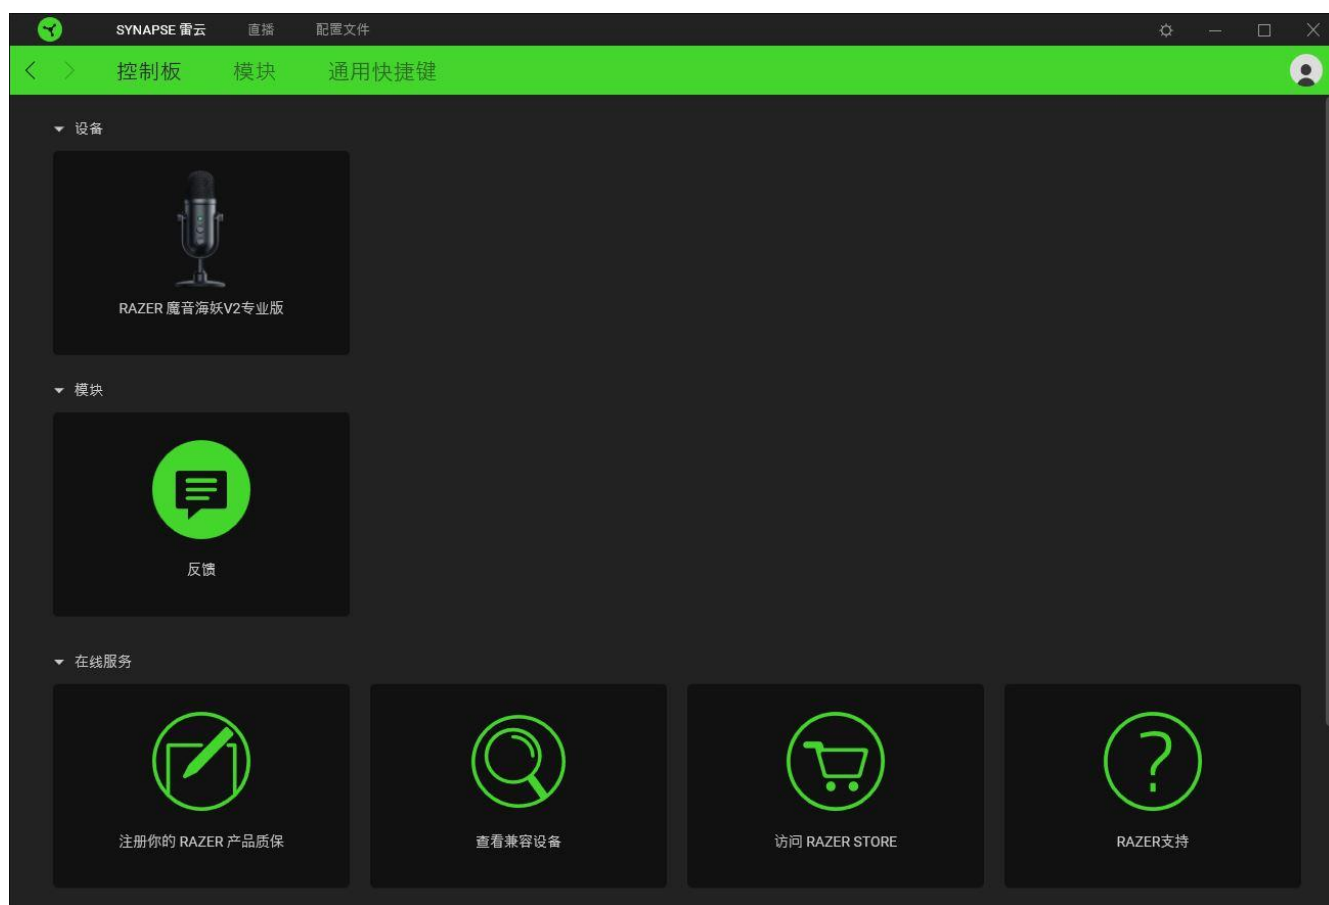 SYNAPSE 雷云 直播 配置文件
控制板 模块 通用快捷键
设备
RAZER 魔音海妖V2专业版
模块
反馈
在线服务
注册你的 RAZER 产品质保 查看兼容设备 访问 RAZER STORE RAZER支持